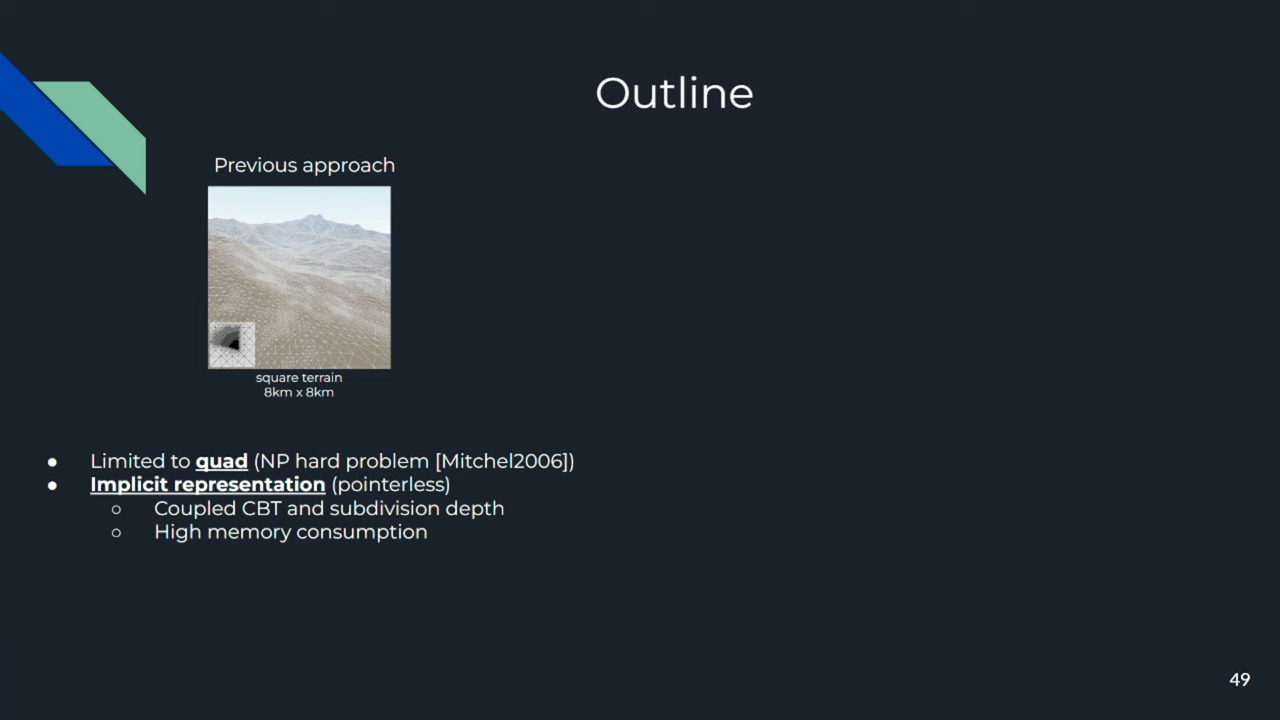 Outline
Previous approach
square terrain
8km x 8km
● Limited to quad (NP hard problem [Mitchel2006])
● Implicit representation (pointerless)
○ Coupled CBT and subdivision depth
○ High memory consumption
49